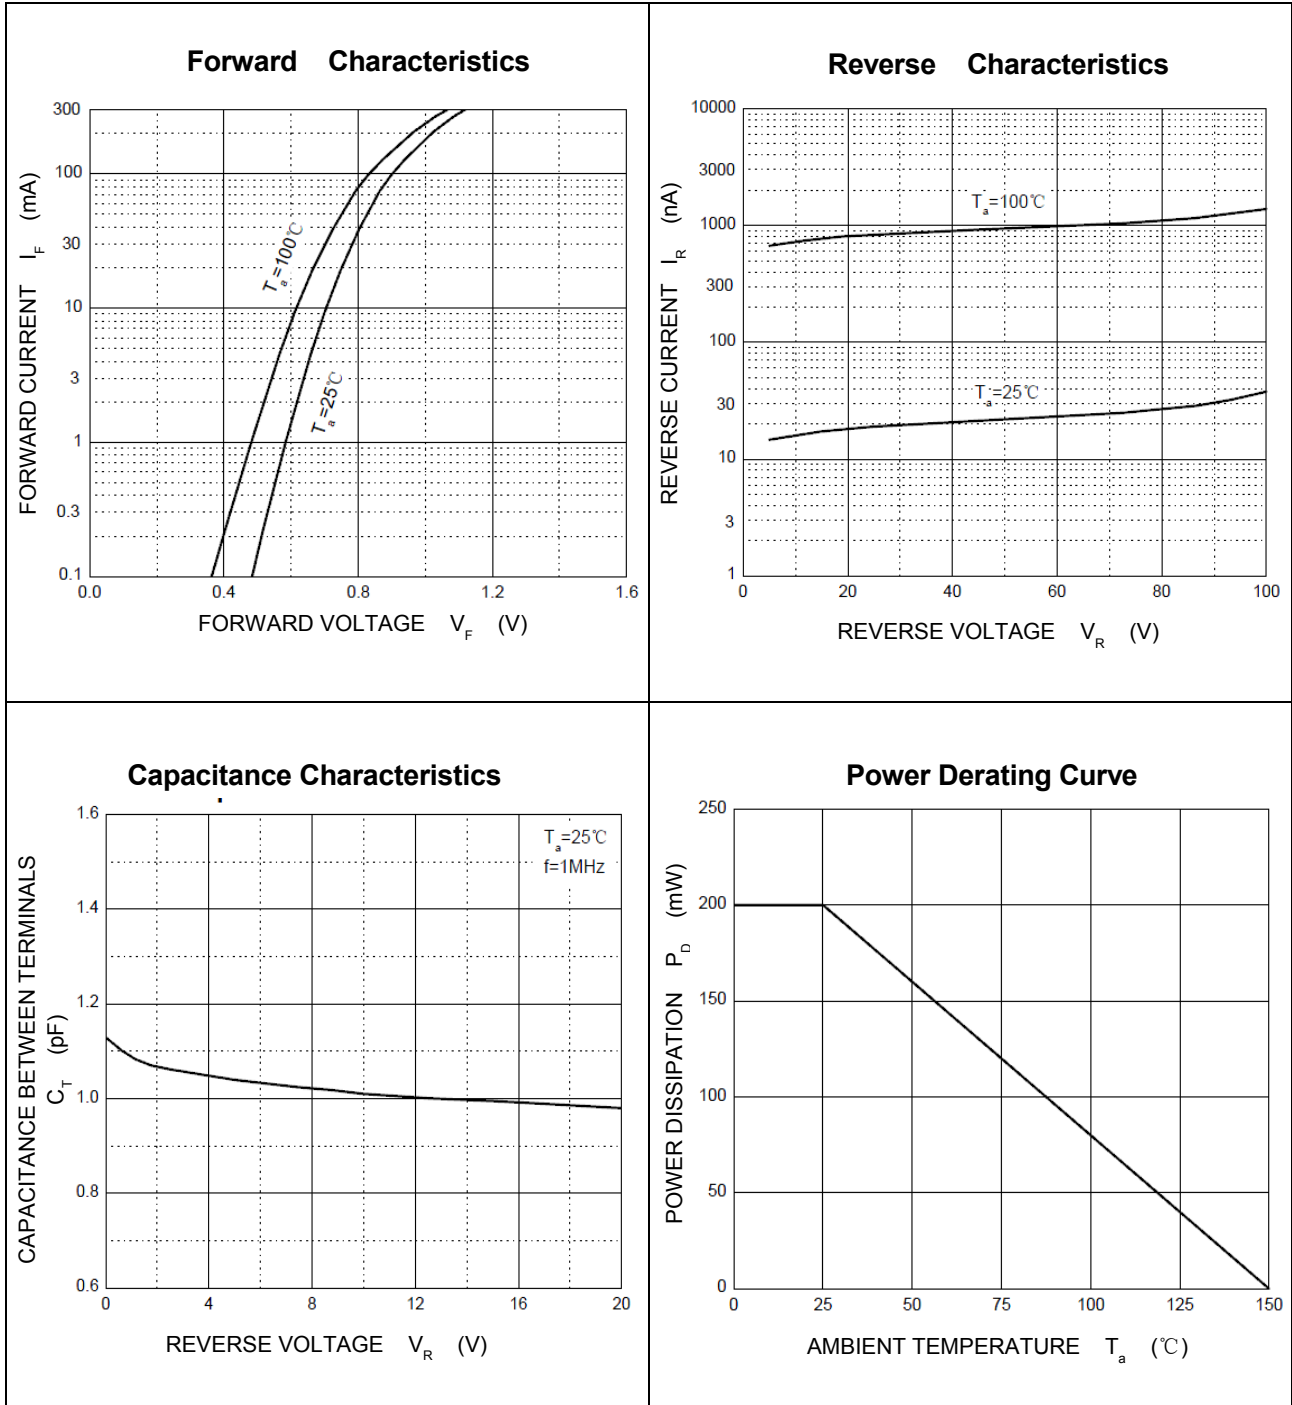 Forward Characteristics
FORWARD CURRENT I_F (mA)
300
100
30
10
3
1
0.3
0.1
T_a=100℃
T_a=25℃
0.0 0.4 0.8 1.2 1.6
FORWARD VOLTAGE V_F (V)
Reverse Characteristics
REVERSE CURRENT I_R (nA)
10000
3000
1000
300
100
30
10
3
1
T_a=100℃
T_a=25℃
0 20 40 60 80 100
REVERSE VOLTAGE V_R (V)
Capacitance Characteristics
CAPACITANCE BETWEEN TERMINALS
C_T (pF)
1.6
1.4
1.2
1.0
0.8
0.6
T_a=25℃
f=1MHz
0 4 8 12 16 20
REVERSE VOLTAGE V_R (V)
Power Derating Curve
POWER DISSIPATION P_D (mW)
250
200
150
100
50
0
0 25 50 75 100 125 150
AMBIENT TEMPERATURE T_a (℃)